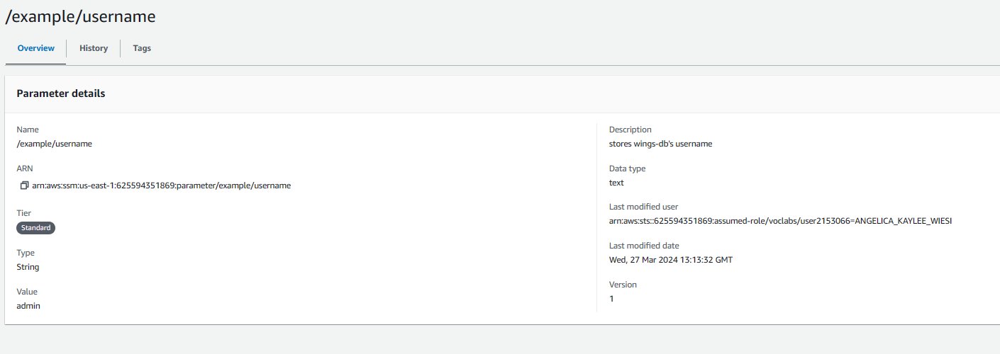 /example/username
Overview
History
Tags
Parameter details
Name
/example/username
ARN
arn:aws:ssm:us-east-1:625594351869:parameter/example/username
Tier
Standard
Type
String
Value
admin
Description
stores wings-db's username
Data type
text
Last modified user
arn:aws:sts::625594351869:assumed-role/voclabs/user2153066=ANGELICA_KAYLEE_WIESI
Last modified date
Wed, 27 Mar 2024 13:13:32 GMT
Version
1